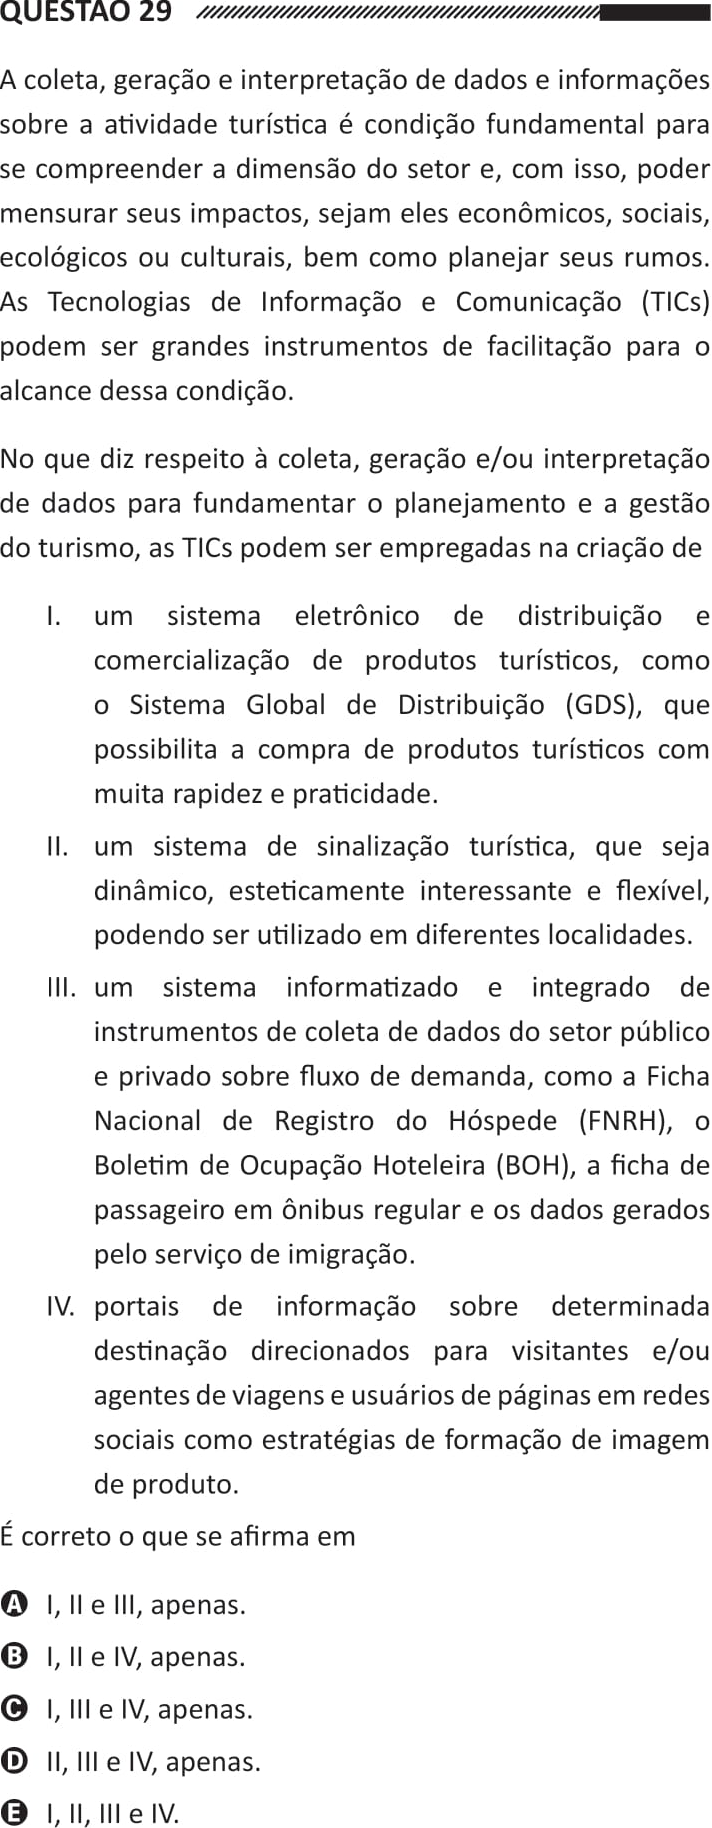 QUESTÃO 29
A coleta, geração e interpretação de dados e informações
sobre a atividade turística é condição fundamental para
se compreender a dimensão do setor e, com isso, poder
mensurar seus impactos, sejam eles econômicos, sociais,
ecológicos ou culturais, bem como planejar seus rumos.
As Tecnologias de Informação e Comunicação (TICs)
podem ser grandes instrumentos de facilitação para o
alcance dessa condição.
No que diz respeito à coleta, geração e/ou interpretação
de dados para fundamentar o planejamento e a gestão
do turismo, as TICs podem ser empregadas na criação de
I. um sistema eletrônico de distribuição e
comercialização de produtos turísticos, como
o Sistema Global de Distribuição (GDS), que
possibilita a compra de produtos turísticos com
muita rapidez e praticidade.
II. um sistema de sinalização turística, que seja
dinâmico, esteticamente interessante e flexível,
podendo ser utilizado em diferentes localidades.
III. um sistema informatizado e integrado de
instrumentos de coleta de dados do setor público
e privado sobre fluxo de demanda, como a Ficha
Nacional de Registro do Hóspede (FNRH), o
Boletim de Ocupação Hoteleira (BOH), a ficha de
passageiro em ônibus regular e os dados gerados
pelo serviço de imigração.
IV. portais de informação sobre determinada
destinação direcionados para visitantes e/ou
agentes de viagens e usuários de páginas em redes
sociais como estratégias de formação de imagem
de produto.
É correto o que se afirma em
A I, II e III, apenas.
B I, II e IV, apenas.
C I, III e IV, apenas.
D II, III e IV, apenas.
E I, II, III e IV.